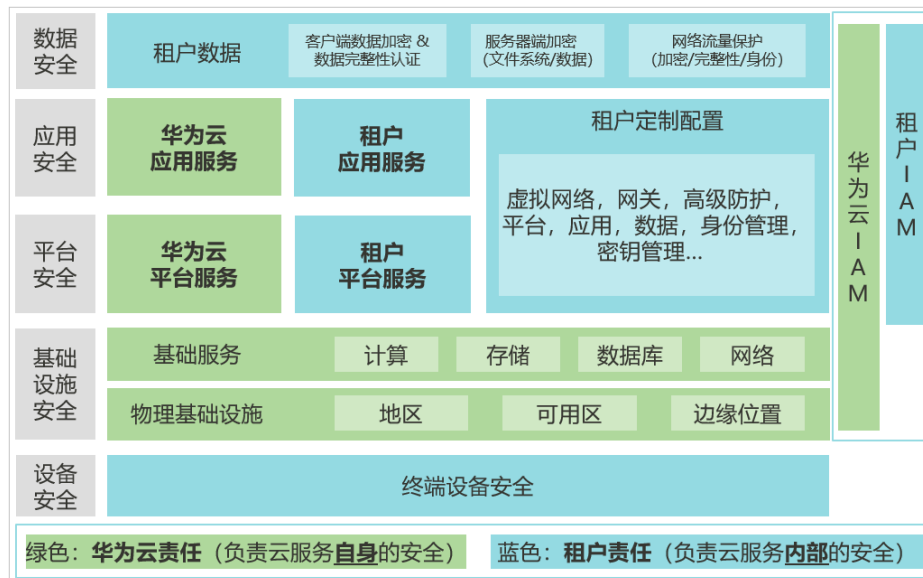 数据
安全
租户数据
客户端数据加密 &
数据完整性认证
服务器端加密
(文件系统/数据)
网络流量保护
(加密/完整性/身份)
应用
安全
华为云
应用服务
租户
应用服务
租户定制配置
虚拟网络，网关，高级防护，
平台，应用，数据，身份管理，
密钥管理...
平台
安全
华为云
平台服务
租户
平台服务
基础
设施
安全
基础服务
计算
存储
数据库
网络
物理基础设施
地区
可用区
边缘位置
设备
安全
终端设备安全
华为云IAM
租户IAM
绿色：华为云责任（负责云服务自身的安全）
蓝色：租户责任（负责云服务内部的安全）